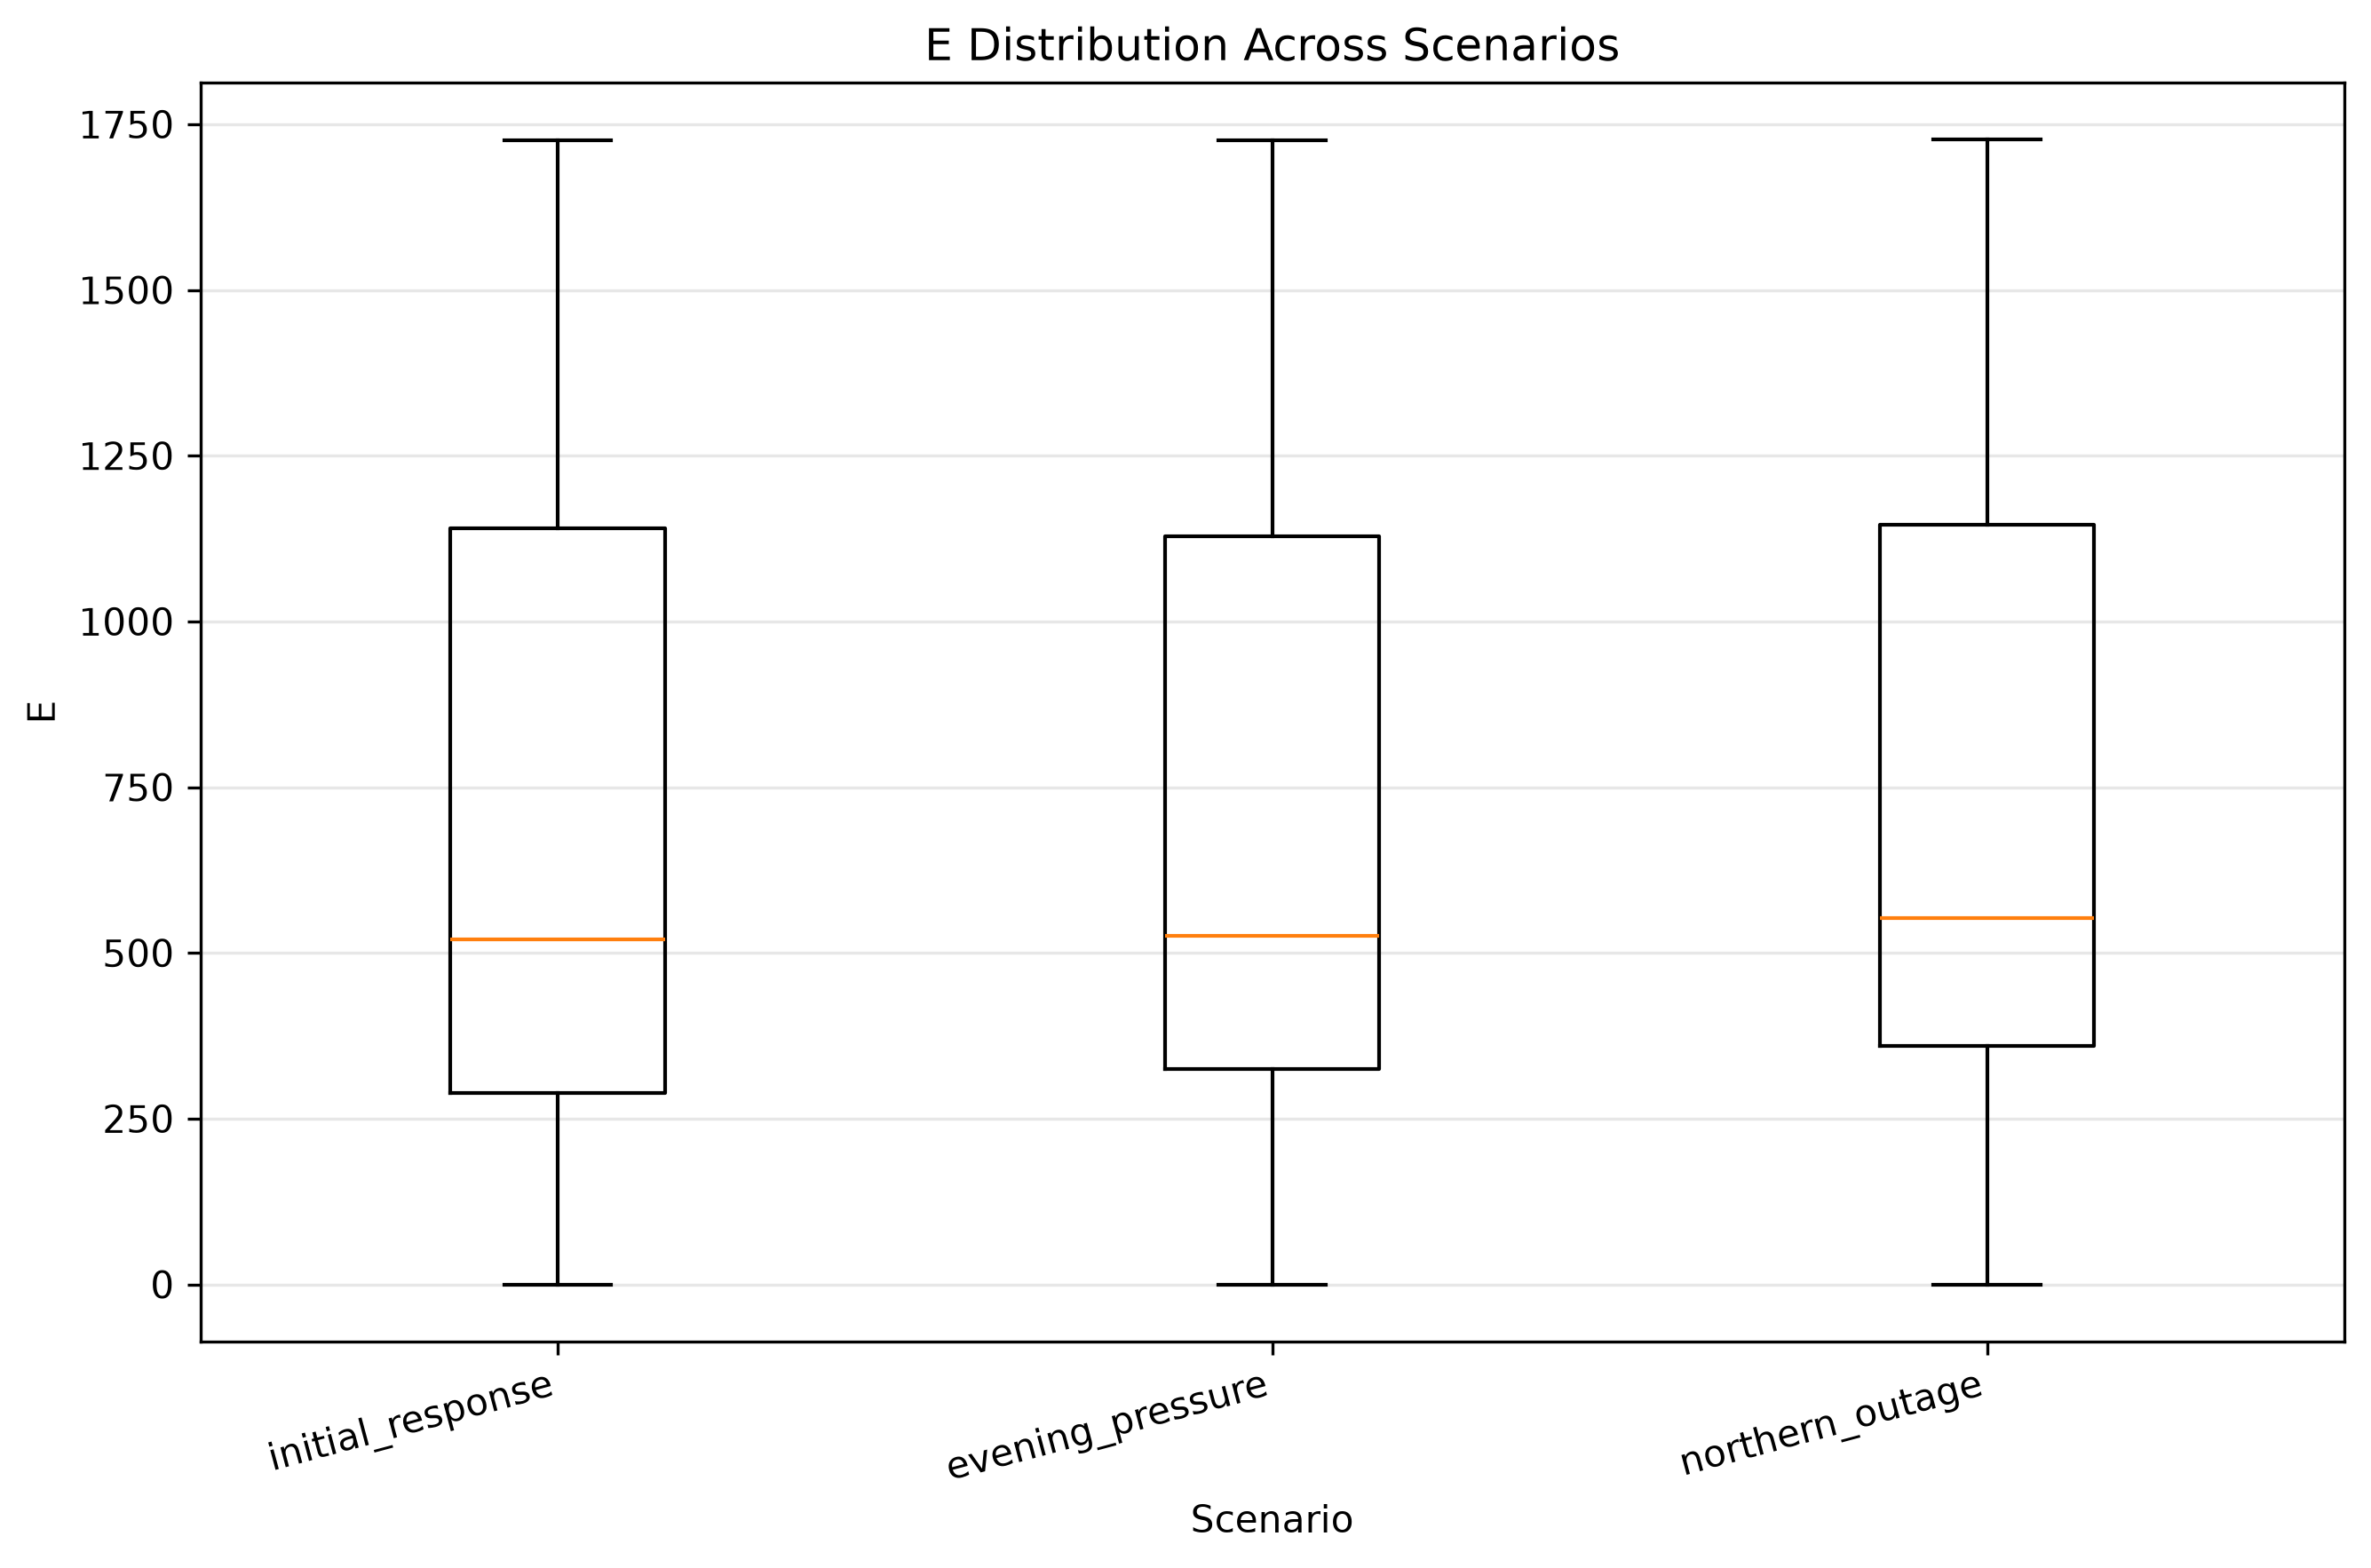 E Distribution Across Scenarios
1750
1500
1250
1000
750
500
250
0
E
initial_response
evening_pressure
northern_outage
Scenario